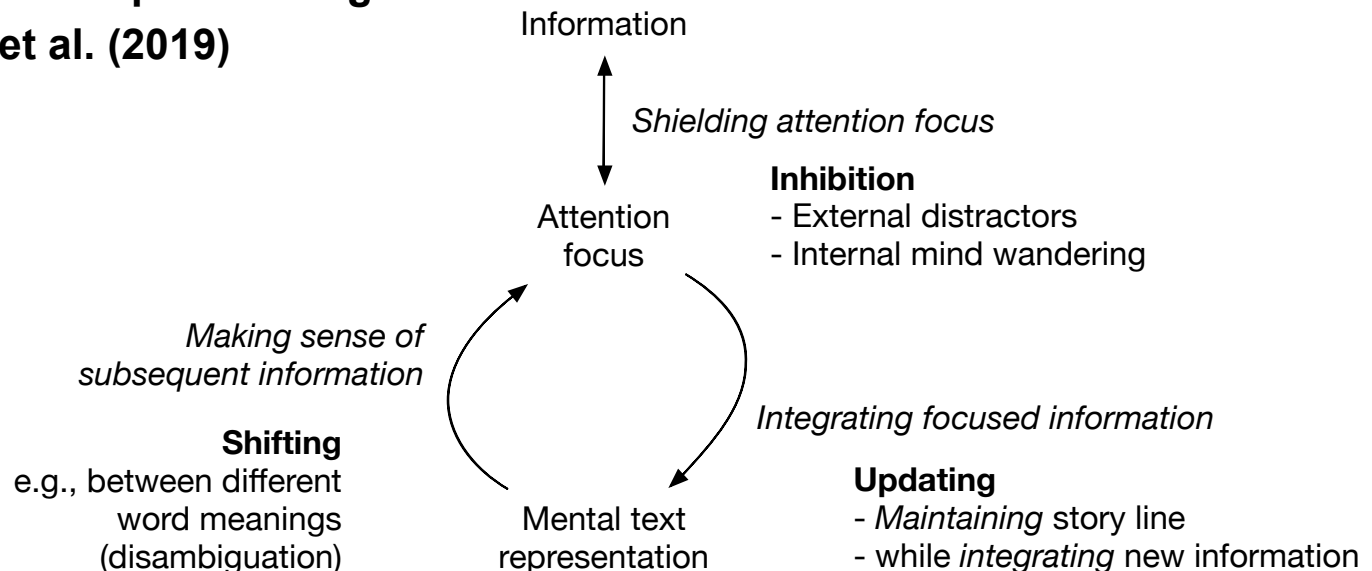 et al. (2019)
Information
Shielding attention focus
Inhibition
- External distractors
- Internal mind wandering
Attention
focus
Making sense of
subsequent information
Integrating focused information
Shifting
e.g., between different
word meanings
(disambiguation)
Mental text
representation
Updating
- Maintaining story line
- while integrating new information